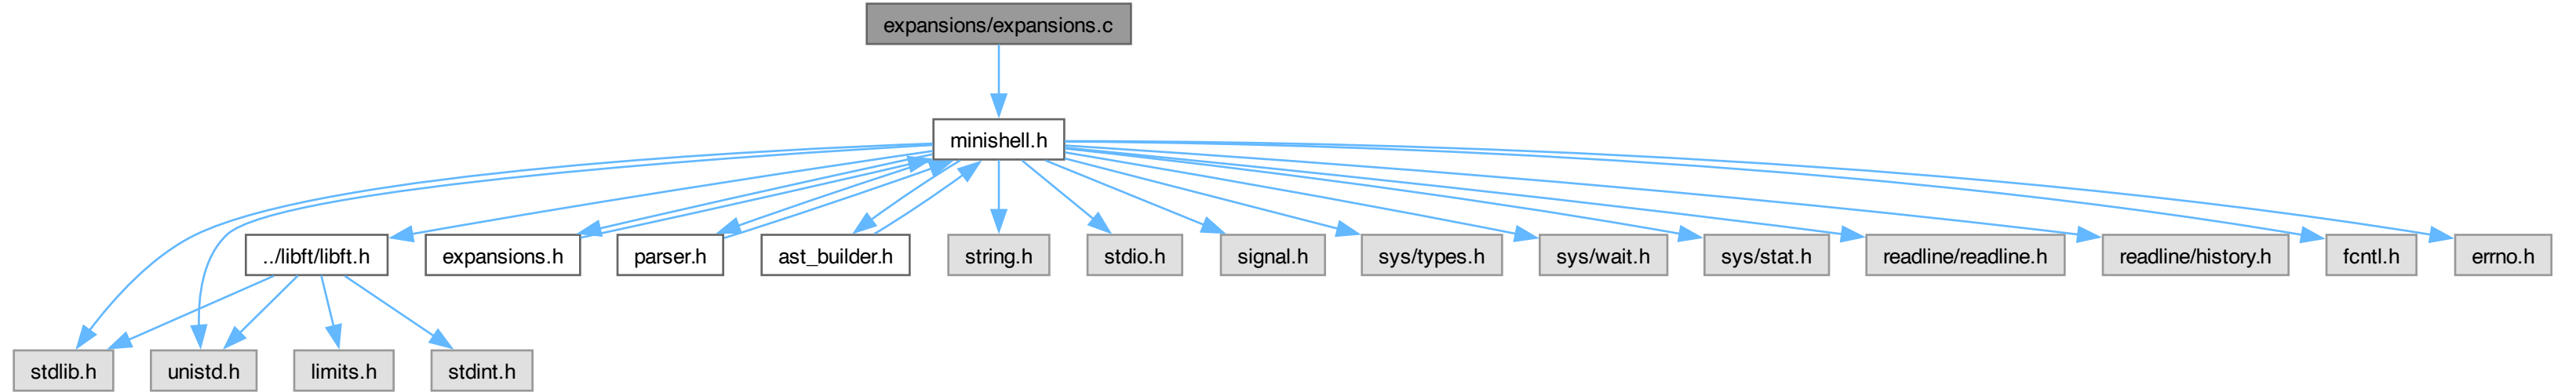 expansions/expansions.c
minishell.h
../libft/libft.h
expansions.h
parser.h
ast_builder.h
string.h
stdio.h
signal.h
sys/types.h
sys/wait.h
sys/stat.h
readline/readline.h
readline/history.h
fcntl.h
errno.h
stdlib.h
unistd.h
limits.h
stdint.h